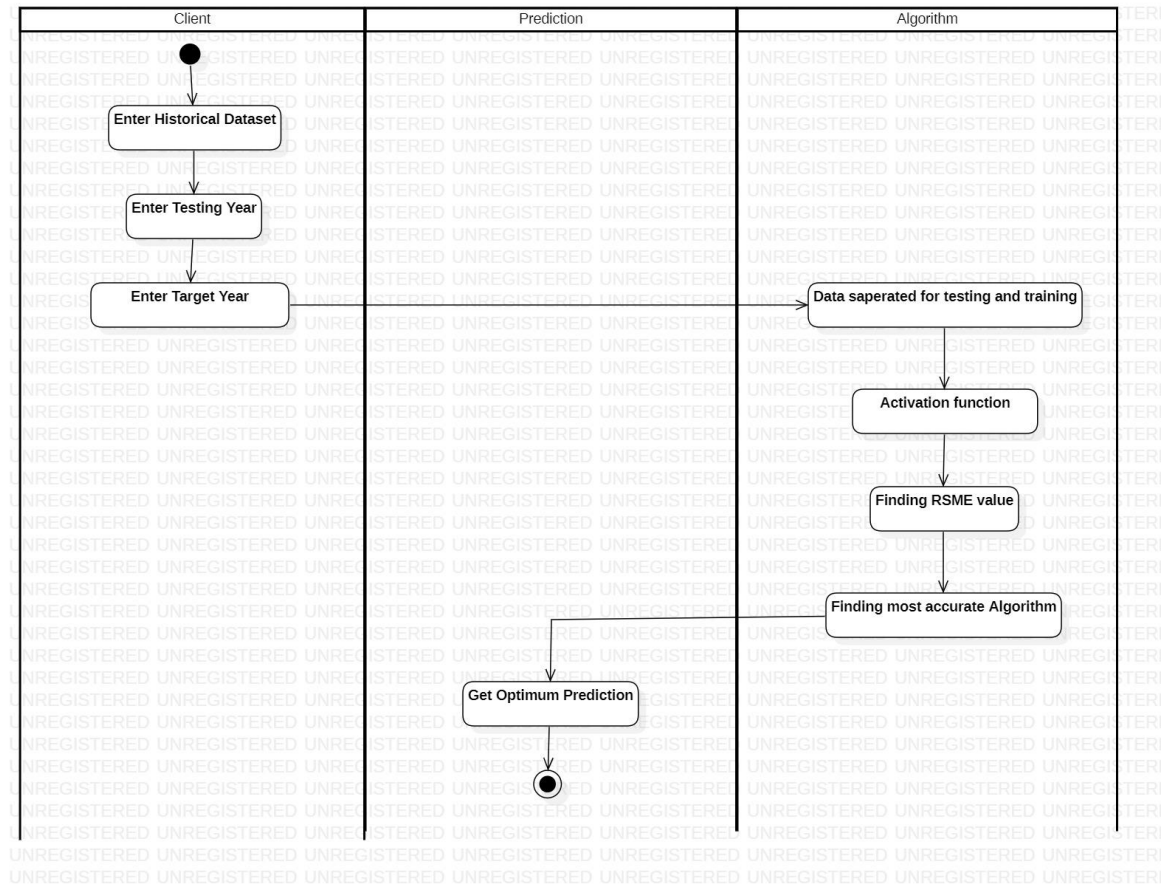 Client
Prediction
Algorithm
Enter Historical Dataset
Enter Testing Year
Enter Target Year
Data saperated for testing and training
Activation function
Finding RSME value
Finding most accurate Algorithm
Get Optimum Prediction
UNREGISTERED